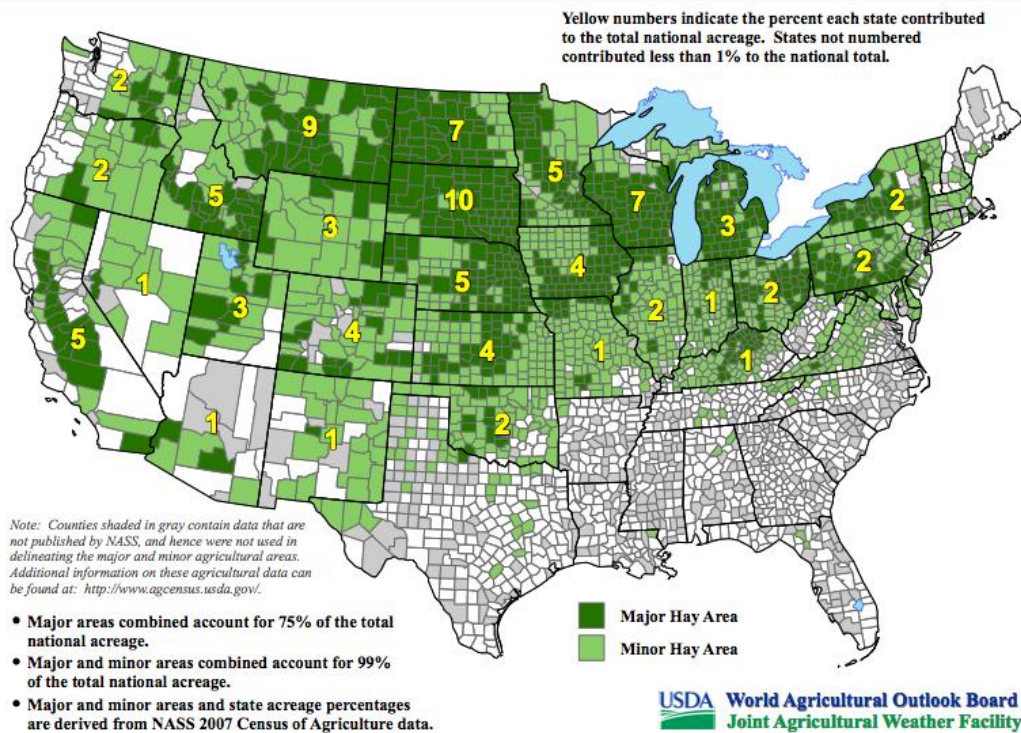 Yellow numbers indicate the percent each state contributed
to the total national acreage. States not numbered
contributed less than 1% to the national total.
2
9
7
5
2
5
10
7
3
2
3
5
4
2
1
3
5
2
1
2
5
4
4
1
1
1
1
2
Note: Counties shaded in gray contain data that are
not published by NASS, and hence were not used in
delineating the major and minor agricultural areas.
Additional information on these agricultural data can
be found at: http://www.agcensus.usda.gov/.
• Major areas combined account for 75% of the total
national acreage.
• Major and minor areas combined account for 99%
of the total national acreage.
• Major and minor areas and state acreage percentages
are derived from NASS 2007 Census of Agriculture data.
Major Hay Area
Minor Hay Area
USDA World Agricultural Outlook Board
Joint Agricultural Weather Facility